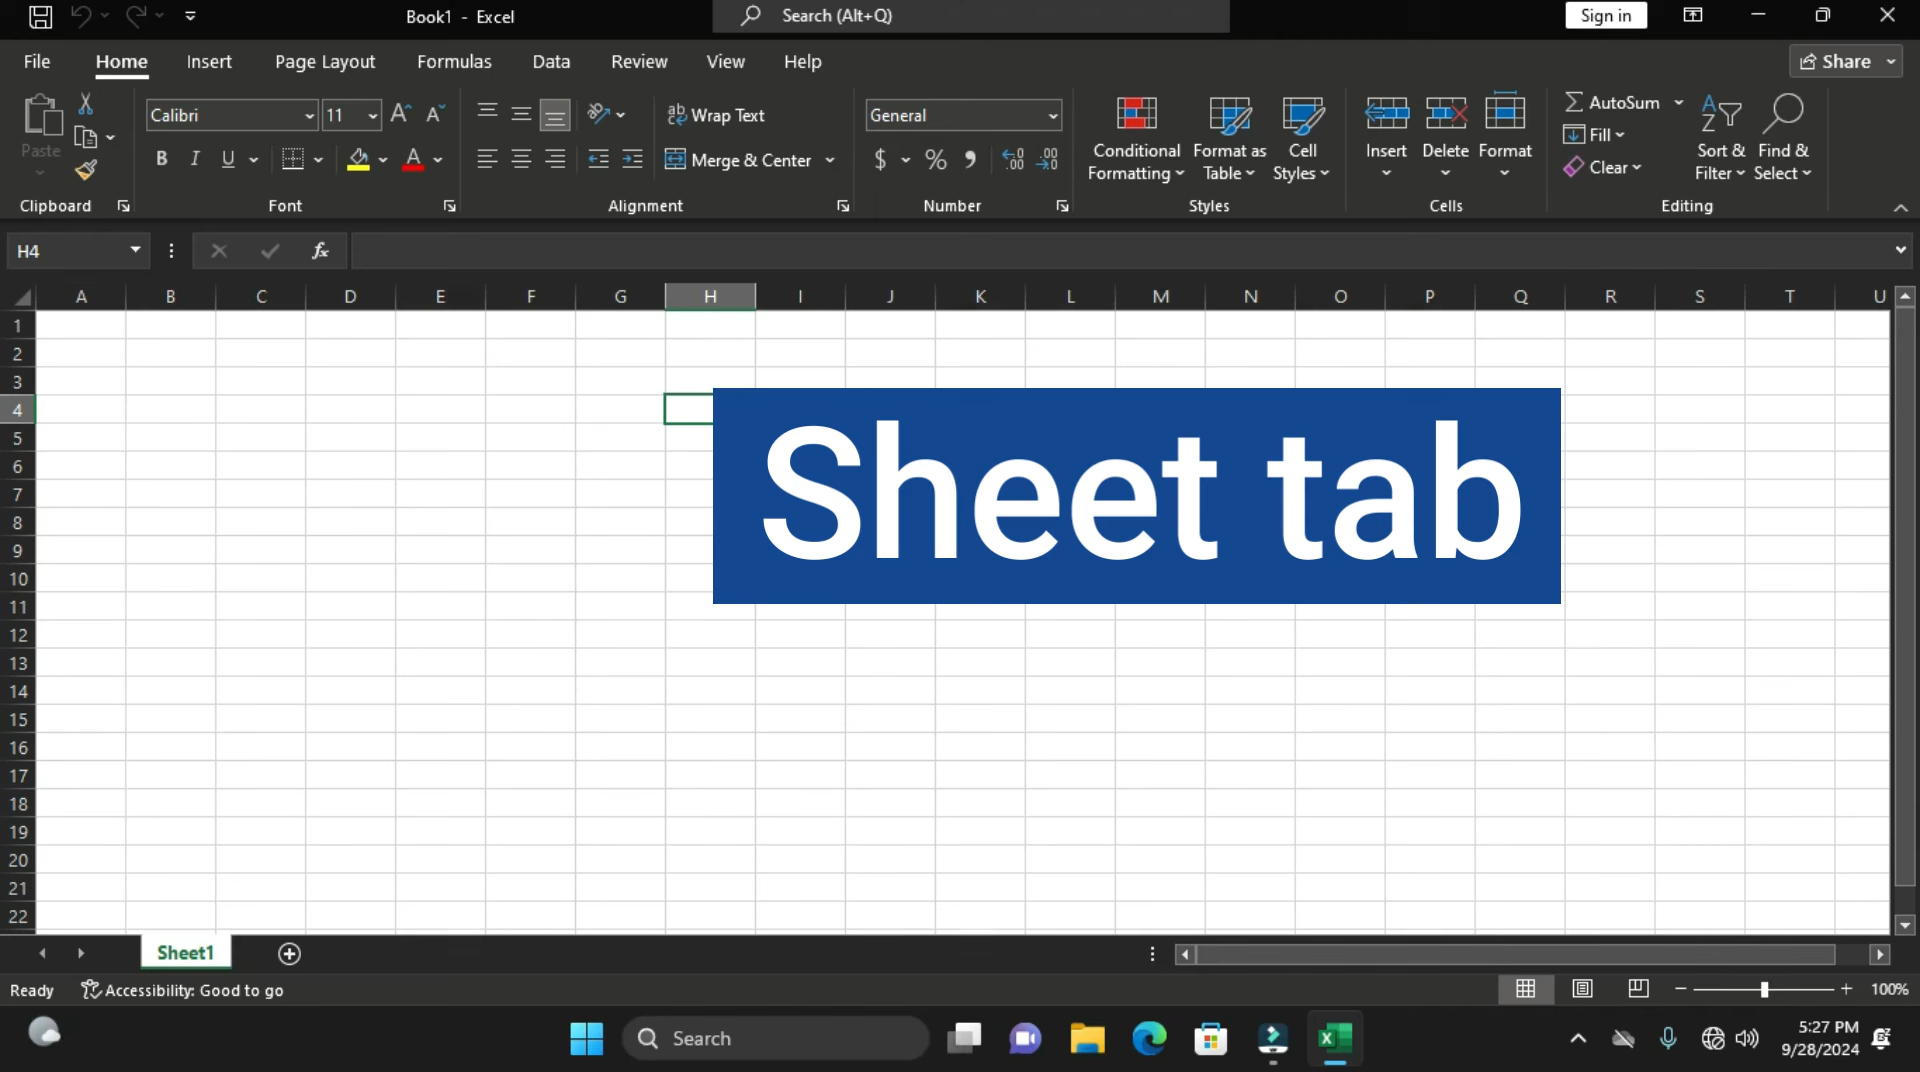 Book1 - Excel
Search (Alt+Q)
Sign in
File Home Insert Page Layout Formulas Data Review View Help
Share
Paste
Calibri 11 A A
B I U A
Wrap Text
Merge & Center
General
$ % ,
Conditional Formatting
Format as Table
Cell Styles
Insert Delete Format
AutoSum
Fill
Clear
Sort & Filter
Find & Select
Clipboard Font Alignment Number Styles Cells Editing
H4 fx
A B C D E F G H I J K L M N O P Q R S T U
1
2
3
4
5
6
7
8
9
10
11
12
13
14
15
16
17
18
19
20
21
22
Sheet tab
Sheet1
Ready Accessibility: Good to go
100%
Search
5:27 PM
9/28/2024